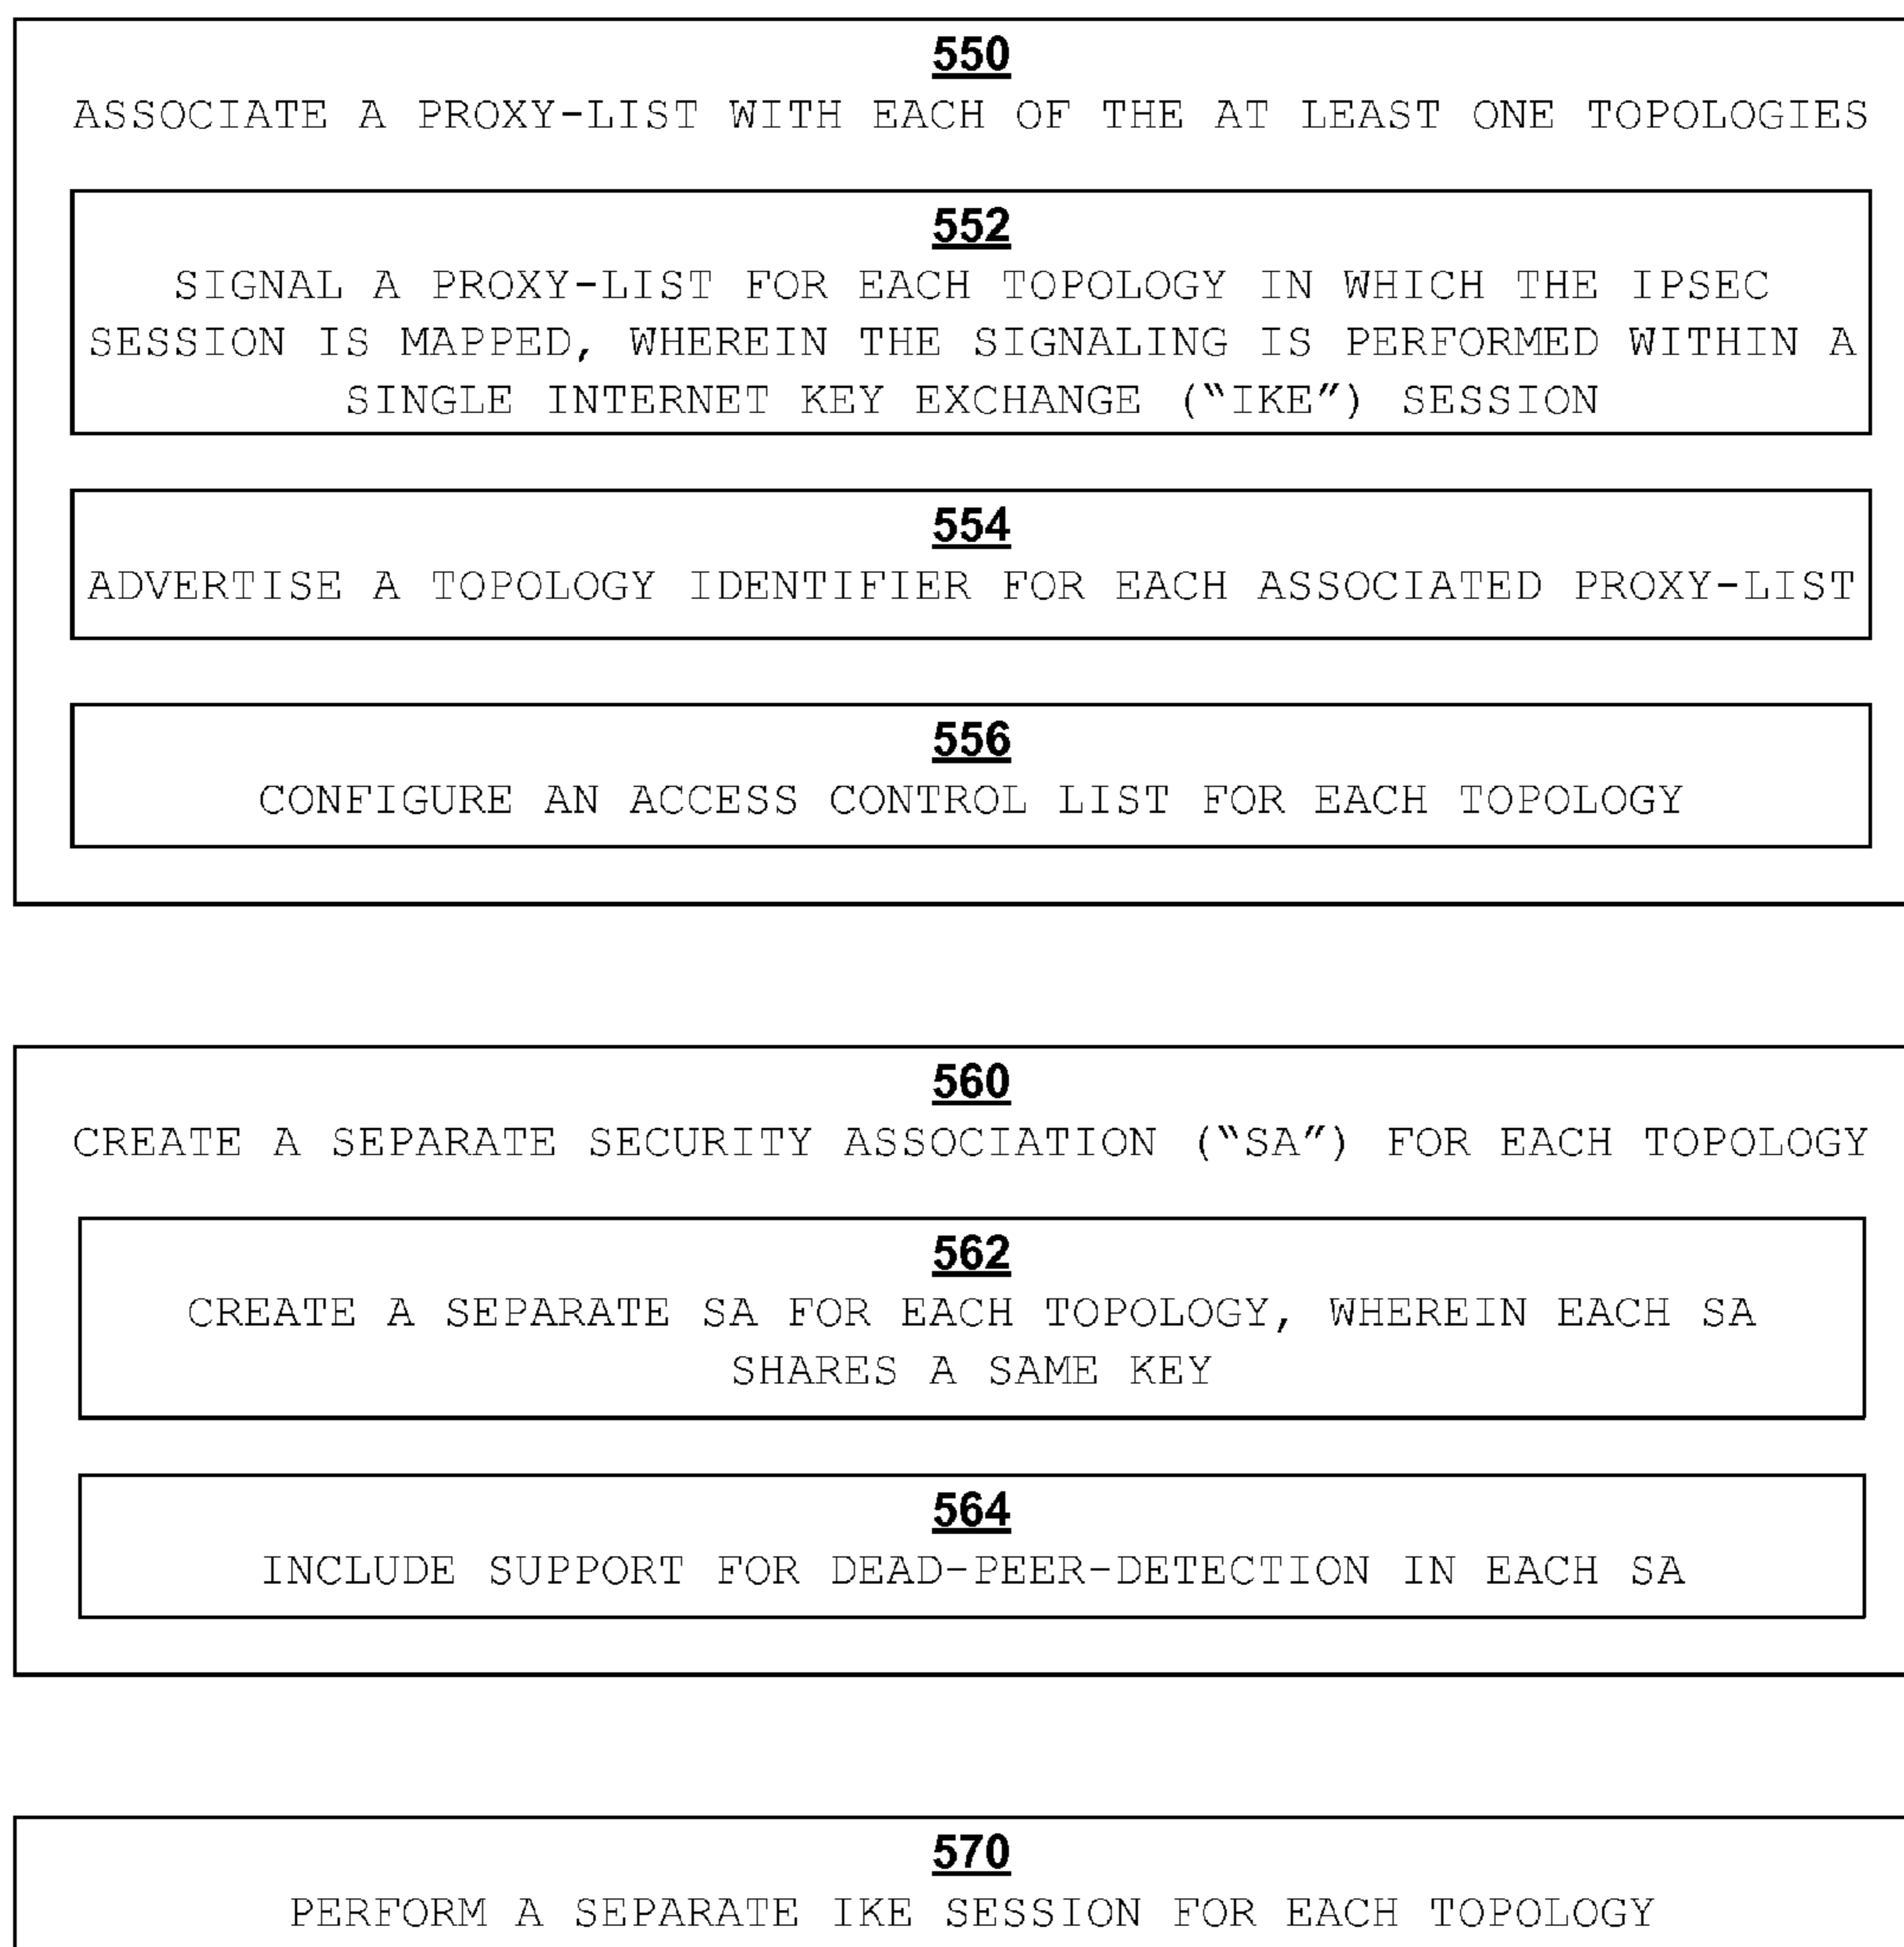 550
ASSOCIATE A PROXY-LIST WITH EACH OF THE AT LEAST ONE TOPOLOGIES
552
SIGNAL A PROXY-LIST FOR EACH TOPOLOGY IN WHICH THE IPSEC
SESSION IS MAPPED, WHEREIN THE SIGNALING IS PERFORMED WITHIN A
SINGLE INTERNET KEY EXCHANGE ("IKE") SESSION
554
ADVERTISE A TOPOLOGY IDENTIFIER FOR EACH ASSOCIATED PROXY-LIST
556
CONFIGURE AN ACCESS CONTROL LIST FOR EACH TOPOLOGY
560
CREATE A SEPARATE SECURITY ASSOCIATION ("SA") FOR EACH TOPOLOGY
562
CREATE A SEPARATE SA FOR EACH TOPOLOGY, WHEREIN EACH SA
SHARES A SAME KEY
564
INCLUDE SUPPORT FOR DEAD-PEER-DETECTION IN EACH SA
570
PERFORM A SEPARATE IKE SESSION FOR EACH TOPOLOGY